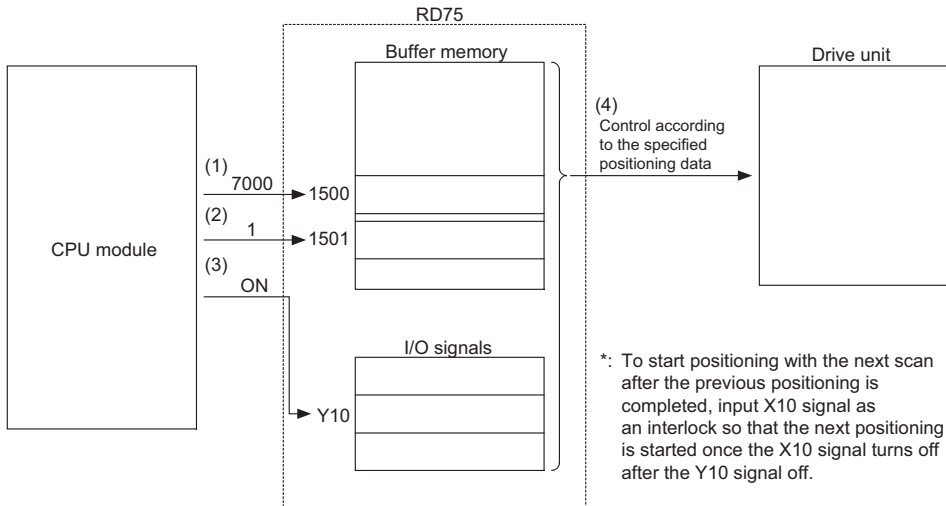 RD75
Buffer memory
Drive unit
(4)
Control according
to the specified
positioning data
(1)
7000
1500
(2)
1
1501
CPU module
(3)
ON
I/O signals
Y10
*: To start positioning with the next scan
after the previous positioning is
completed, input X10 signal as
an interlock so that the next positioning
is started once the X10 signal turns off
after the Y10 signal off.